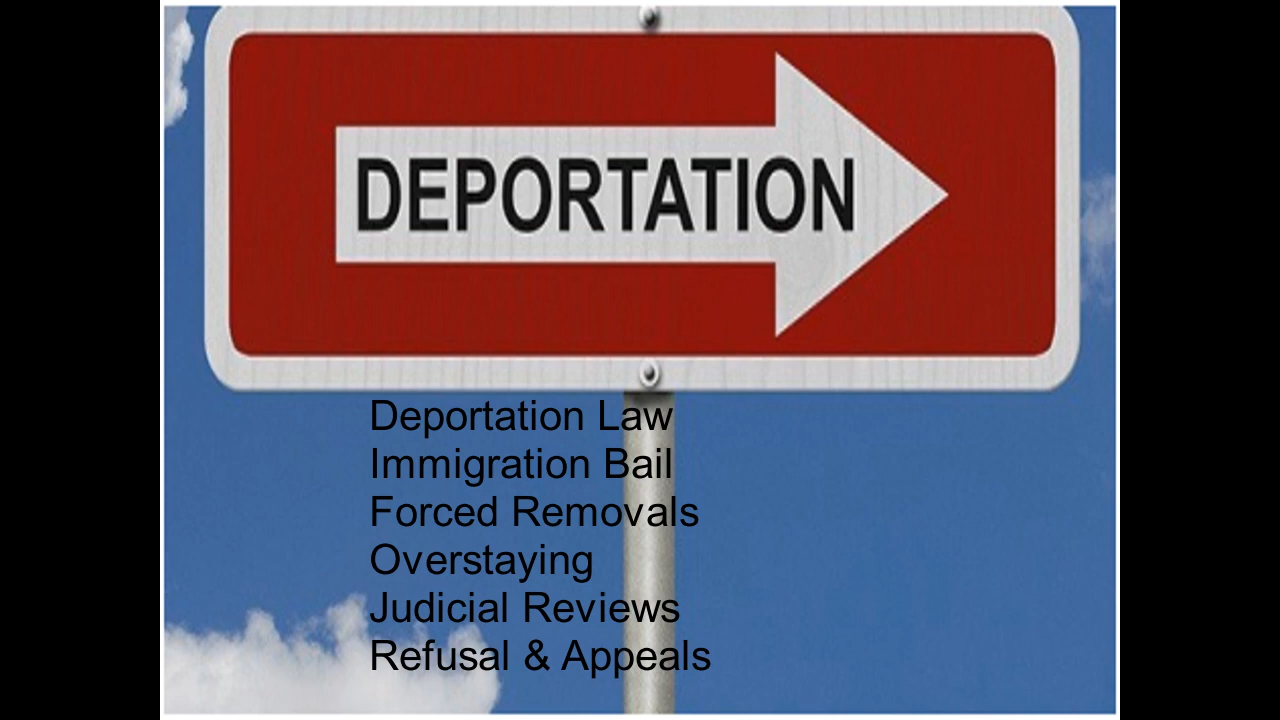 DEPORTATION
Deportation Law
Immigration Bail
Forced Removals
Overstaying
Judicial Reviews
Refusal & Appeals